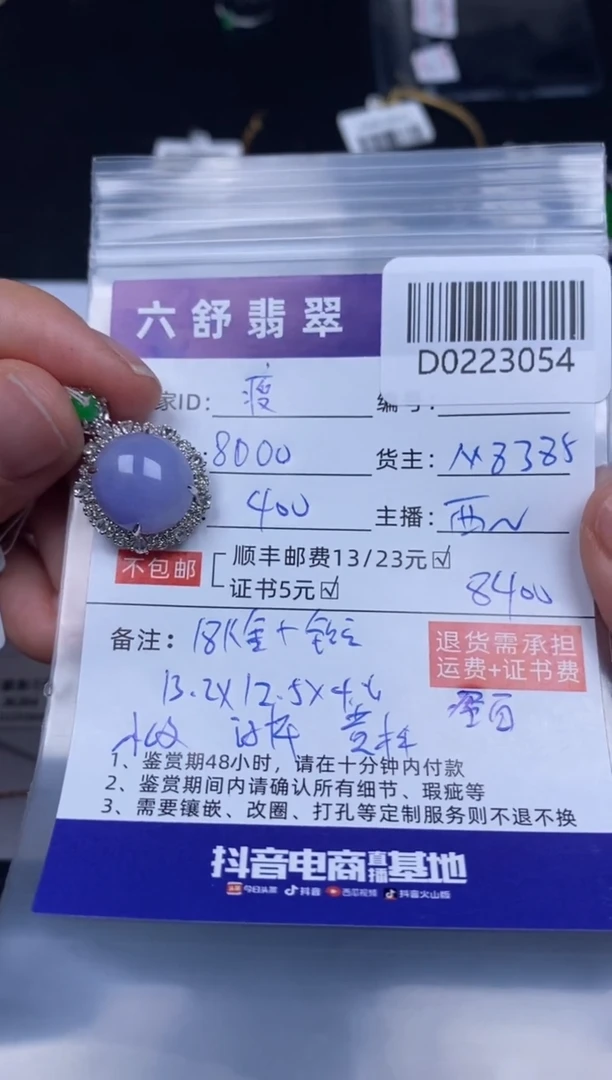 六舒翡翠
D0223054
家ID: 瘦
编号:
: 8000 货主: N8385
400 主播: 西
不包邮 顺丰邮费13/23元☑
证书5元☑
8400
备注: 18K金+钻
退货需承担
运费+证书费
13.2X12.5X4.6
1、鉴赏期48小时，请在十分钟内付款
2、鉴赏期间内请确认所有细节、瑕疵等
3、需要镶嵌、改圈、打孔等定制服务则不退不换
抖音电商直播基地
今日头条 抖音 西瓜视频 抖音火山版